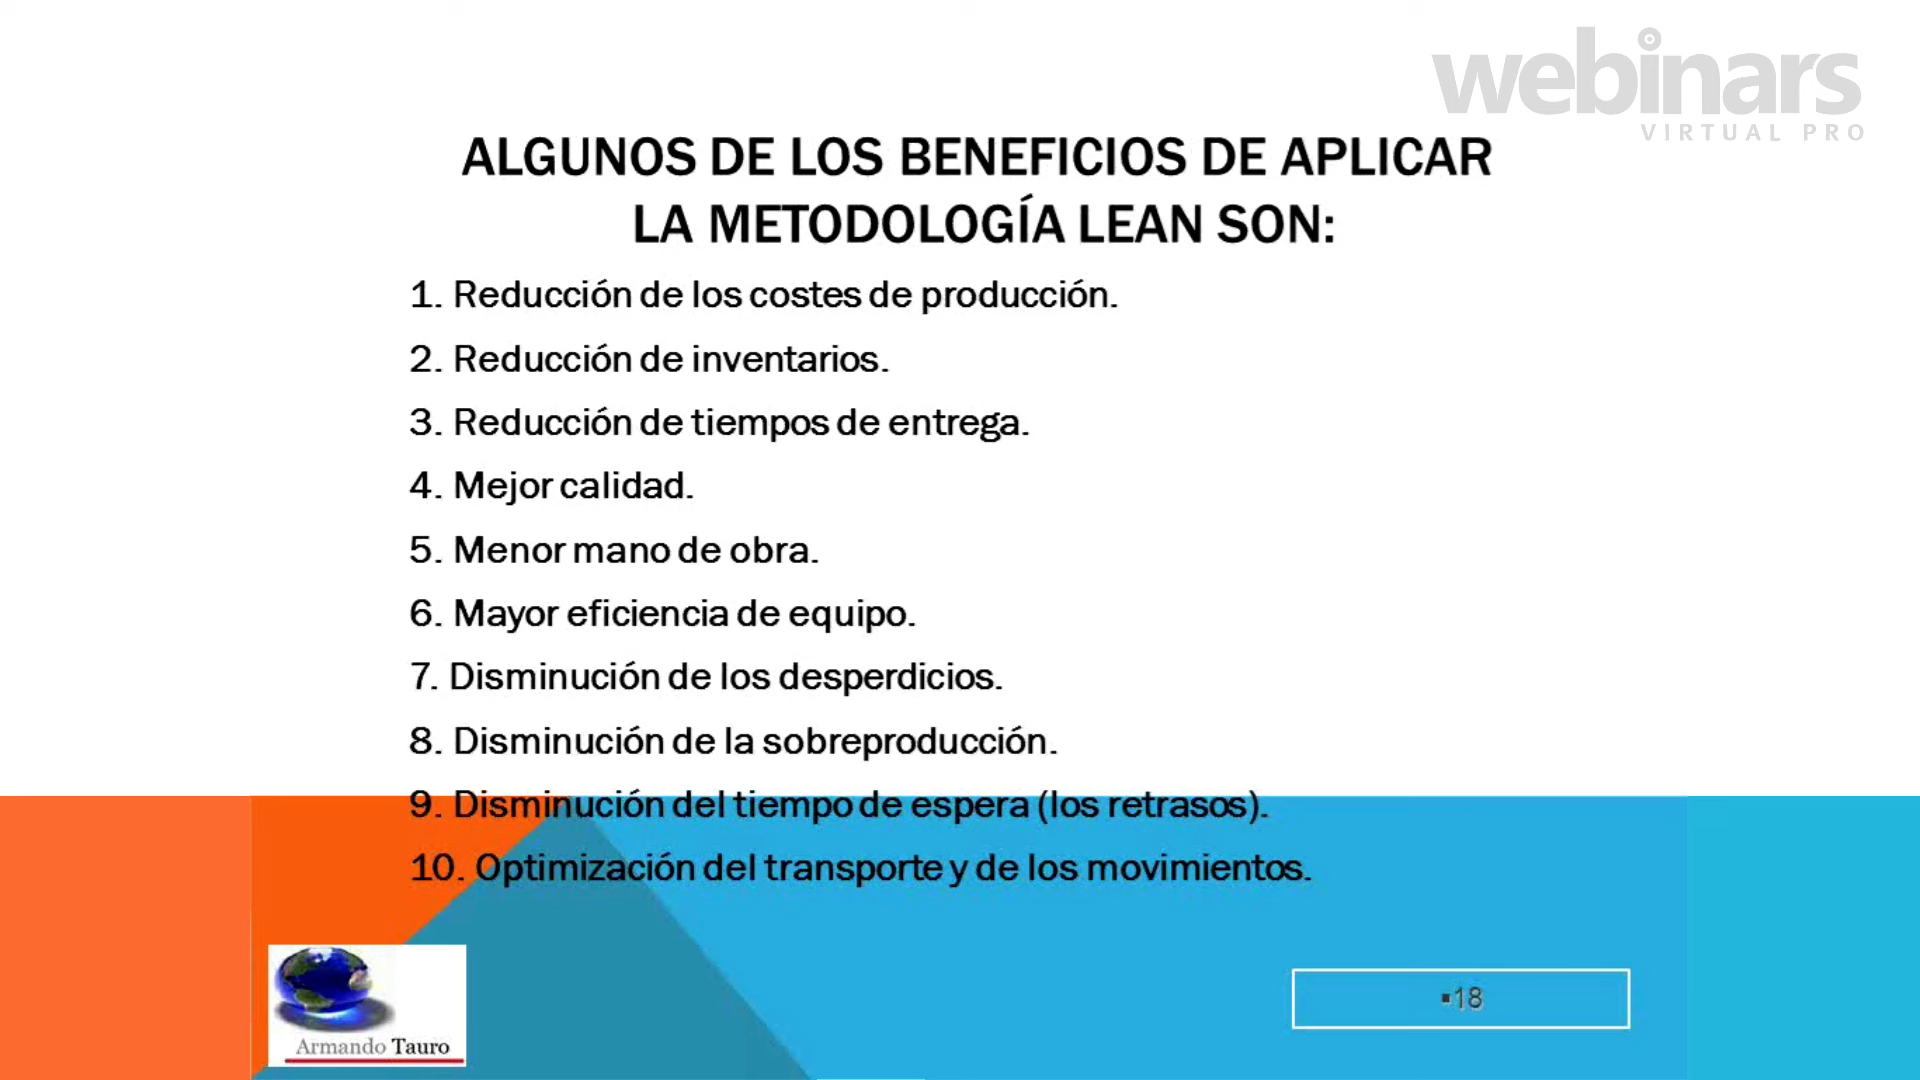 webinars
VIRTUAL PRO
ALGUNOS DE LOS BENEFICIOS DE APLICAR
LA METODOLOGÍA LEAN SON:
1. Reducción de los costes de producción.
2. Reducción de inventarios.
3. Reducción de tiempos de entrega.
4. Mejor calidad.
5. Menor mano de obra.
6. Mayor eficiencia de equipo.
7. Disminución de los desperdicios.
8. Disminución de la sobreproducción.
9. Disminución del tiempo de espera (los retrasos).
10. Optimización del transporte y de los movimientos.
Armando Tauro
▪18